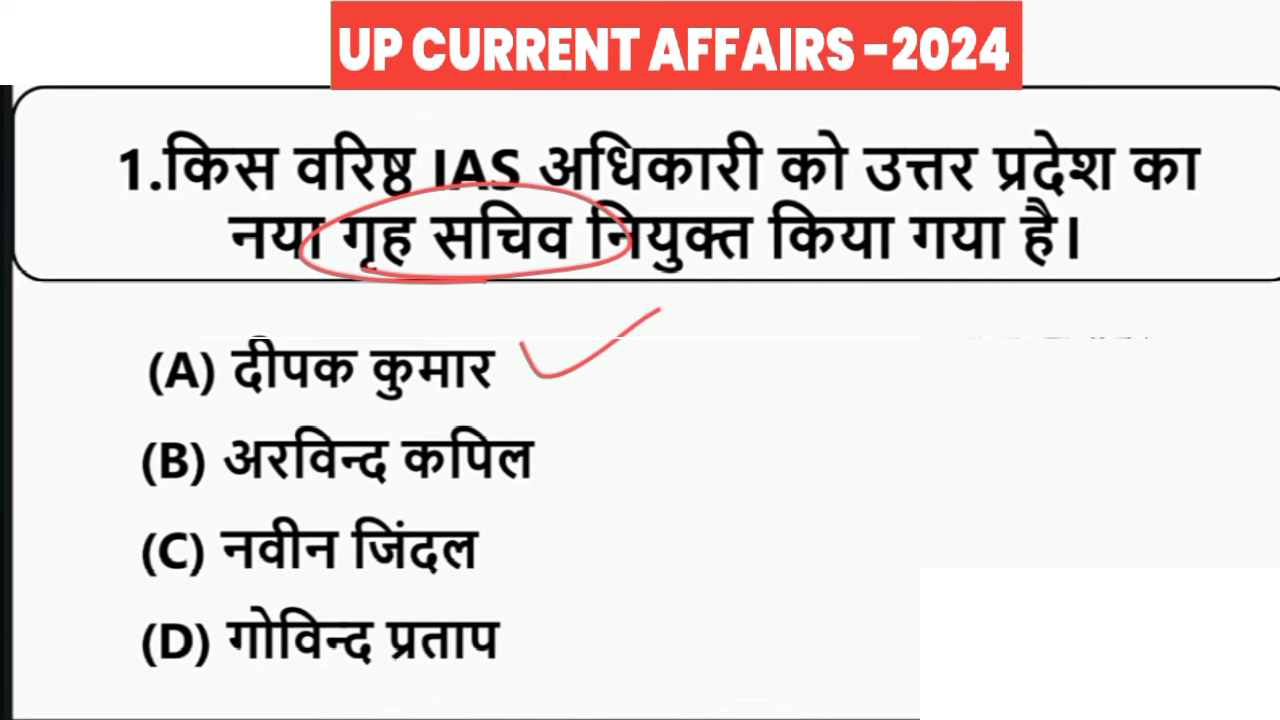 UP CURRENT AFFAIRS -2024
1.किस वरिष्ठ IAS अधिकारी को उत्तर प्रदेश का
नया गृह सचिव नियुक्त किया गया है।
(A) दीपक कुमार
(B) अरविन्द कपिल
(C) नवीन जिंदल
(D) गोविन्द प्रताप